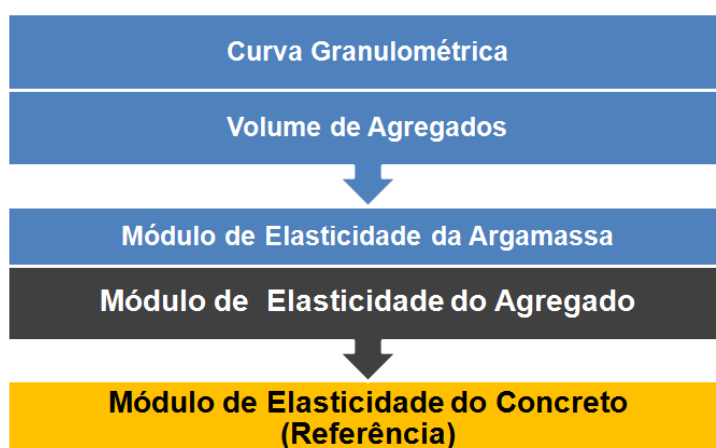 Curva Granulométrica
Volume de Agregados
Módulo de Elasticidade da Argamassa
Módulo de Elasticidade do Agregado
Módulo de Elasticidade do Concreto
(Referência)